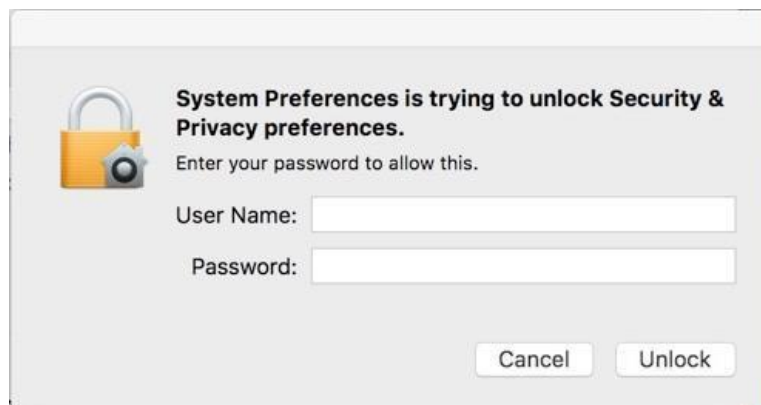 System Preferences is trying to unlock Security &
Privacy preferences.
Enter your password to allow this.
User Name:
Password:
Cancel
Unlock